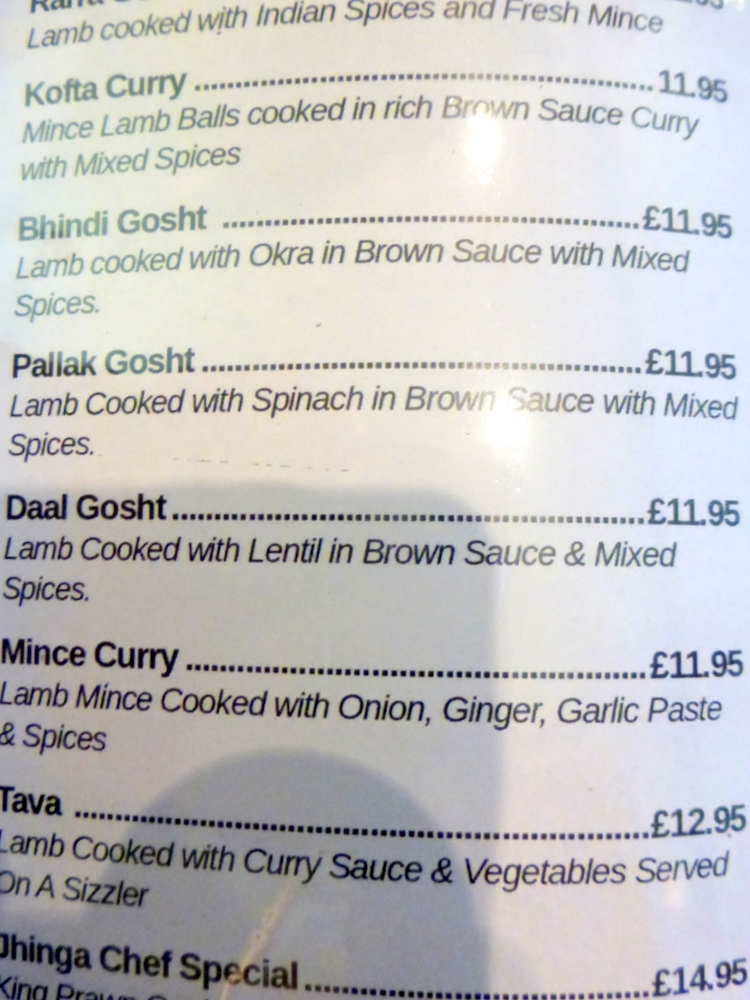 Lamb cooked with Indian Spices and Fresh Mince
Kofta Curry ........................................................ 11.95
Mince Lamb Balls cooked in rich Brown Sauce Curry
with Mixed Spices
Bhindi Gosht ..................................................£11.95
Lamb cooked with Okra in Brown Sauce with Mixed
Spices.
Pallak Gosht ....................................................£11.95
Lamb Cooked with Spinach in Brown Sauce with Mixed
Spices.
Daal Gosht ........................................................£11.95
Lamb Cooked with Lentil in Brown Sauce & Mixed
Spices.
Mince Curry ......................................................£11.95
Lamb Mince Cooked with Onion, Ginger, Garlic Paste
& Spices
Tava ....................................................................£12.95
Lamb Cooked with Curry Sauce & Vegetables Served
On A Sizzler
Jhinga Chef Special .........................................£14.95
King Prawn